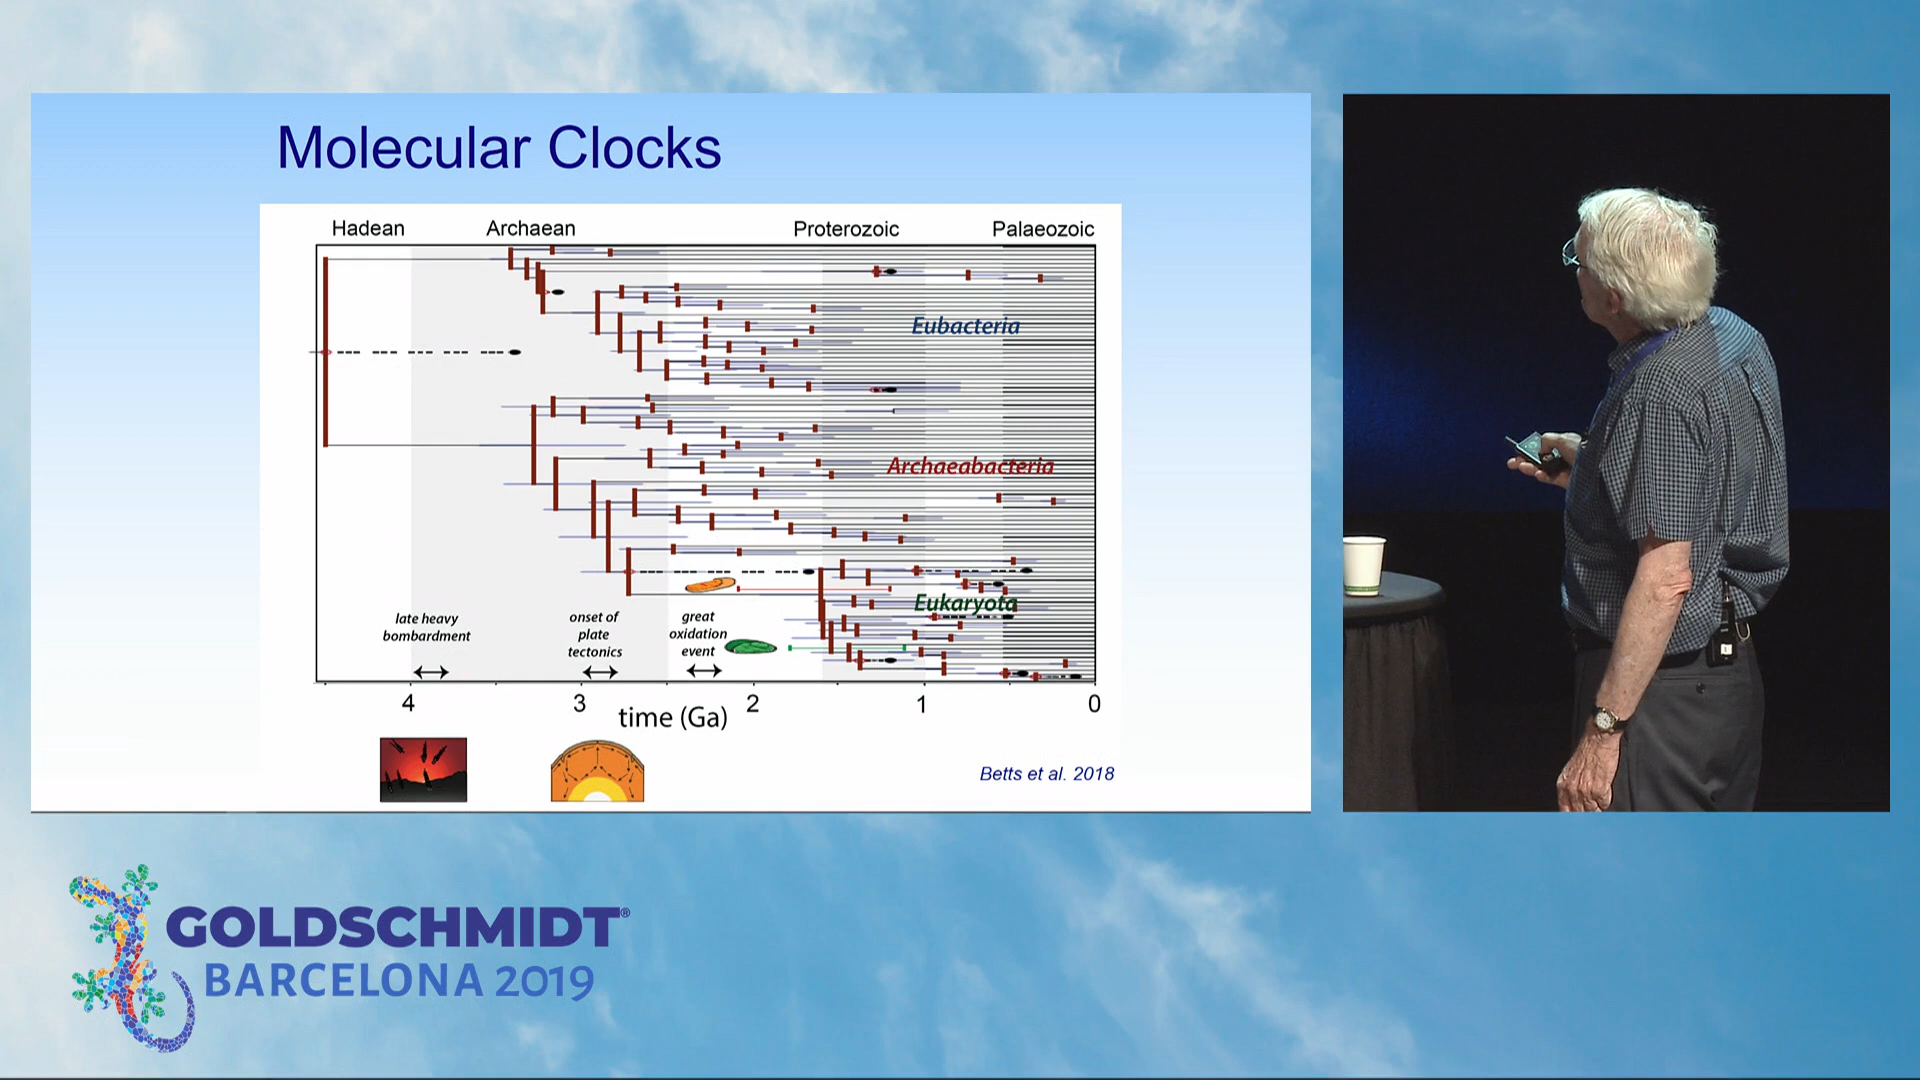 Molecular Clocks
Hadean Archaean Proterozoic Palaeozoic
Eubacteria
Archaeabacteria
Eukaryota
late heavy
bombardment
onset of
plate
tectonics
great
oxidation
event
4 3 2 1 0
time (Ga)
Betts et al. 2018
GOLDSCHMIDT®
BARCELONA 2019